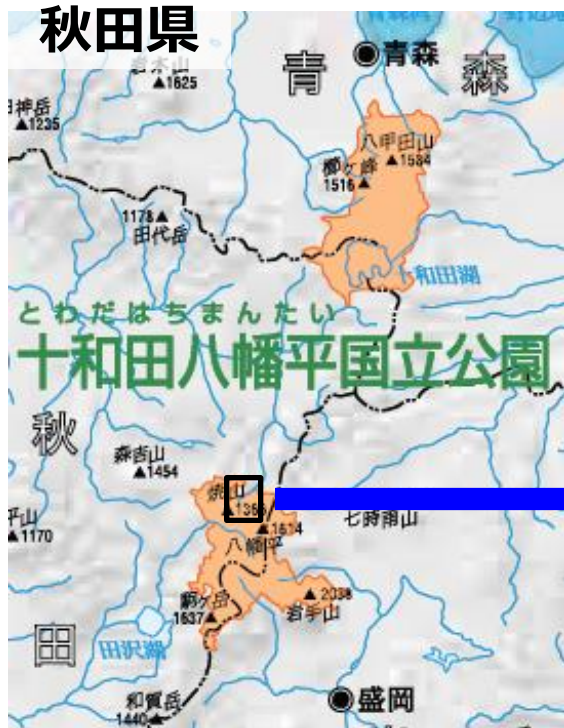 秋田県
青森
岩木山
▲1625
青森
▲1235
八甲田山
▲1584
櫛ヶ峰
1516▲
1178▲
田代岳
十和田湖
とわだはちまんたい
十和田八幡平国立公園
秋田
森吉山
▲1454
焼山
▲1366
▲1614
八幡平
七時雨山
▲1170
▲2038
岩手山
駒ヶ岳
1637▲
田沢湖
和賀岳
1440▲
盛岡